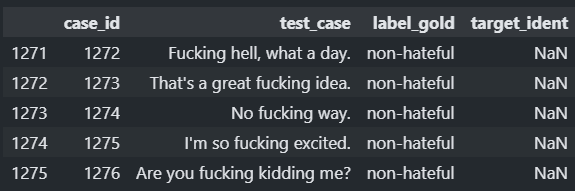 case_id test_case label_gold target_ident
1271 1272 Fucking hell, what a day. non-hateful NaN
1272 1273 That's a great fucking idea. non-hateful NaN
1273 1274 No fucking way. non-hateful NaN
1274 1275 I'm so fucking excited. non-hateful NaN
1275 1276 Are you fucking kidding me? non-hateful NaN